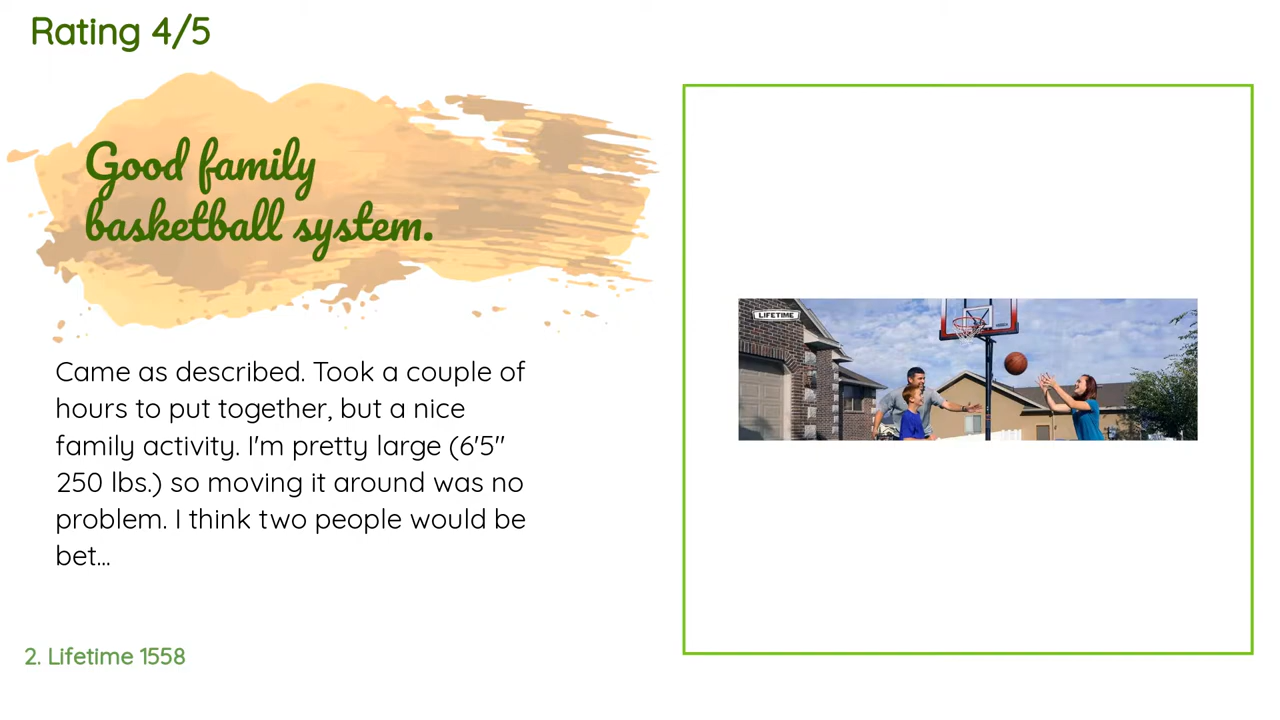 Rating 4/5
Good family
basketball system.
Came as described. Took a couple of
hours to put together, but a nice
family activity. I'm pretty large (6'5"
250 lbs.) so moving it around was no
problem. I think two people would be
bet...
LIFETIME
2. Lifetime 1558